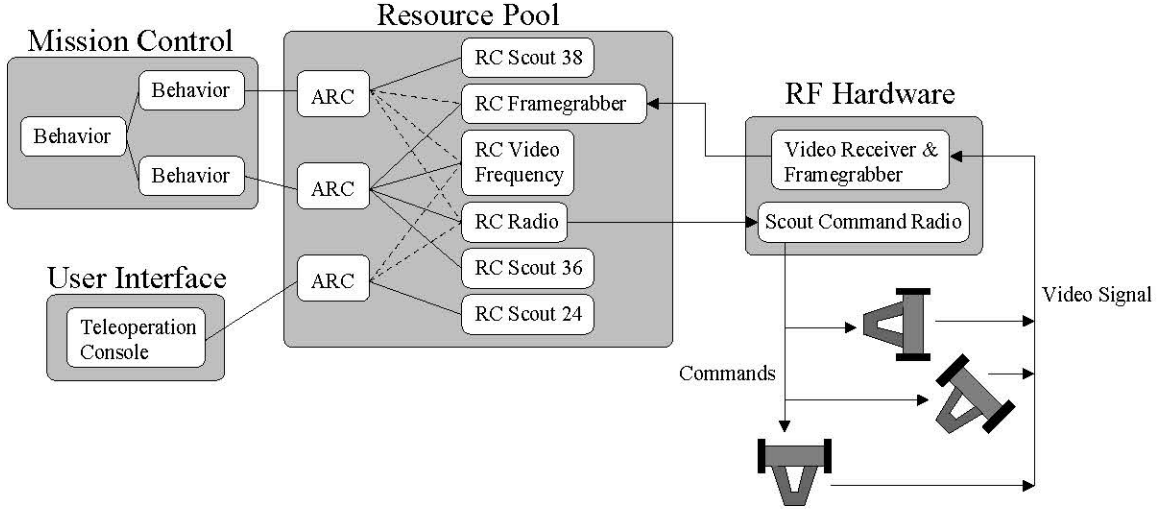 Resource Pool
Mission Control
RC Scout 38
Behavior
ARC
RC Framegrabber
RF Hardware
Behavior
RC Video
Frequency
Video Receiver &
Framegrabber
Behavior
ARC
RC Radio
Scout Command Radio
User Interface
ARC
RC Scout 36
RC Scout 24
Teleoperation
Console
Video Signal
Commands